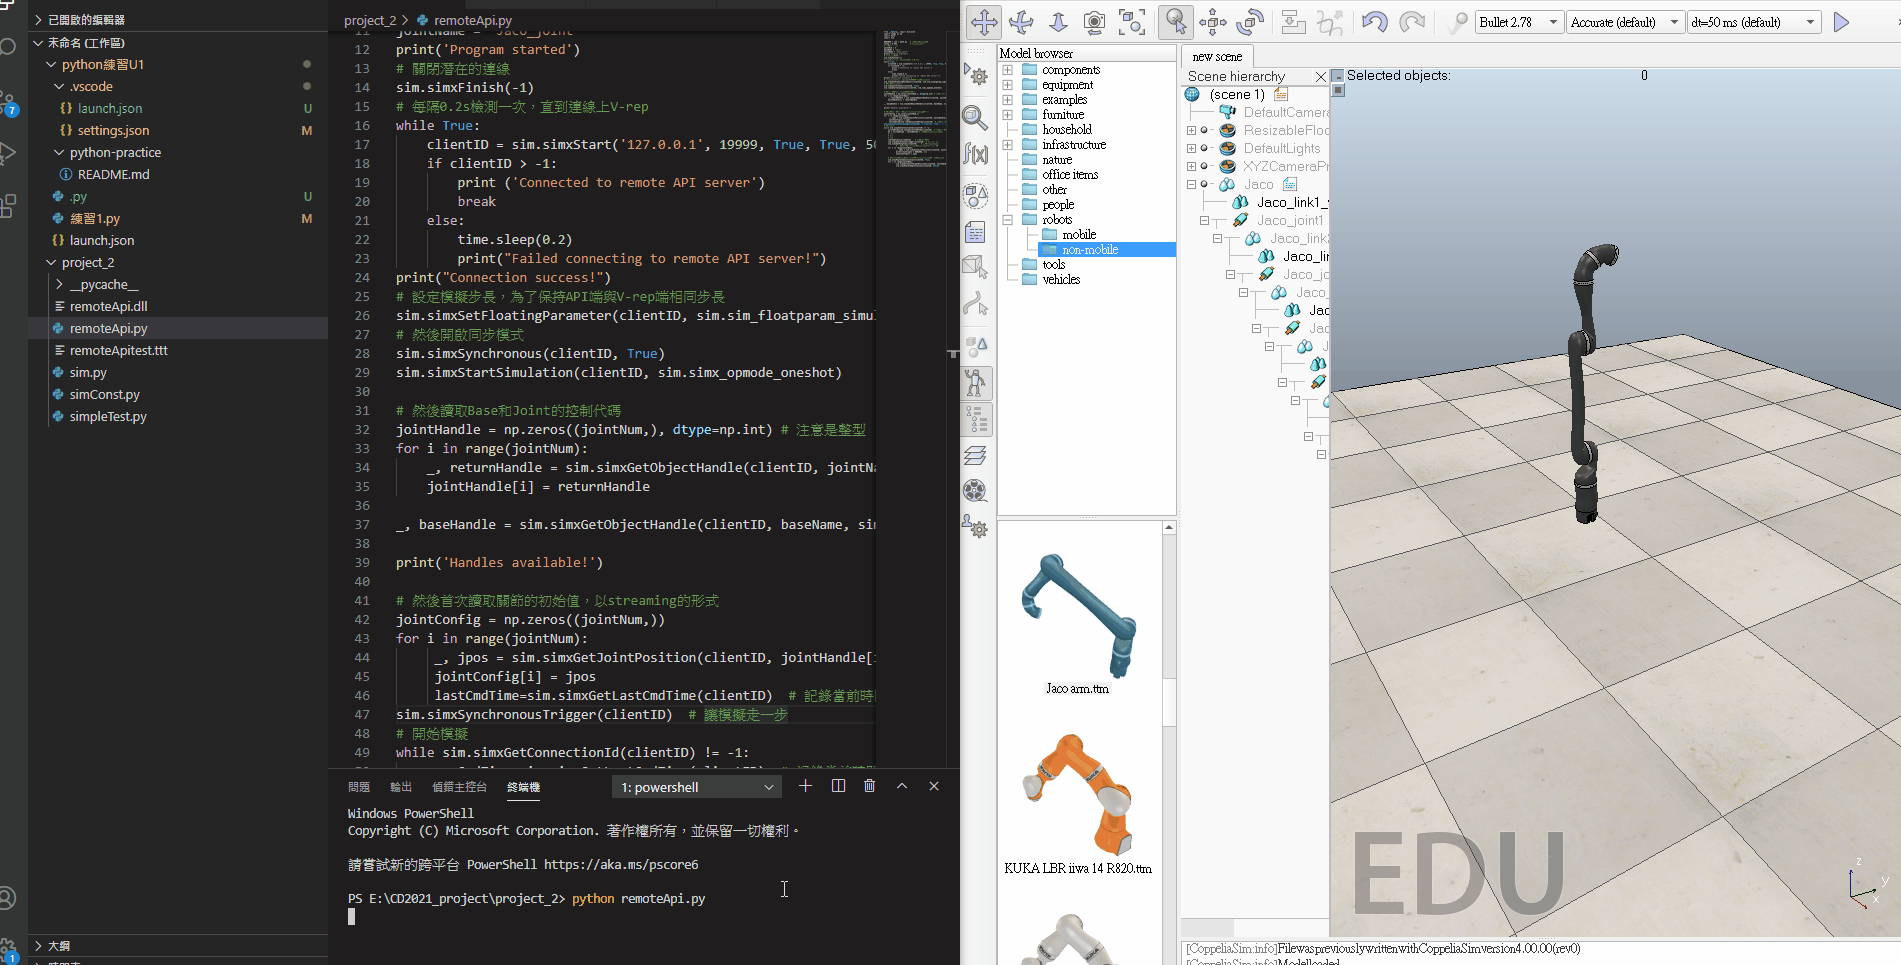 已開啟的編輯器
未命名 (工作區)
python練習U1
.vscode
launch.json U
settings.json M
python-practice
README.md
.py U
練習1.py M
launch.json
project_2
__pycache__
remoteApi.dll
remoteApi.py
remoteApitest.ttt
sim.py
simConst.py
simpleTest.py
大綱
7
1
project_2 > remoteApi.py
11 jointName = 'Jaco_joint'
12 print('Program started')
13 # 關閉潛在的連線
14 sim.simxFinish(-1)
15 # 每隔0.2s檢測一次，直到連線上V-rep
16 while True:
17 clientID = sim.simxStart('127.0.0.1', 19999, True, True, 50
18 if clientID > -1:
19 print ('Connected to remote API server')
20 break
21 else:
22 time.sleep(0.2)
23 print("Failed connecting to remote API server!")
24 print("Connection success!")
25 # 設定模擬步長，為了保持API端與V-rep端相同步長
26 sim.simxSetFloatingParameter(clientID, sim.sim_floatparam_simul
27 # 然後開啟同步模式
28 sim.simxSynchronous(clientID, True)
29 sim.simxStartSimulation(clientID, sim.simx_opmode_oneshot)
30
31 # 然後讀取Base和Joint的控制代碼
32 jointHandle = np.zeros((jointNum,), dtype=np.int) # 注意是整型
33 for i in range(jointNum):
34 _, returnHandle = sim.simxGetObjectHandle(clientID, jointNa
35 jointHandle[i] = returnHandle
36
37 _, baseHandle = sim.simxGetObjectHandle(clientID, baseName, sim
38
39 print('Handles available!')
40
41 # 然後首次讀取關節的初始值，以streaming的形式
42 jointConfig = np.zeros((jointNum,))
43 for i in range(jointNum):
44 _, jpos = sim.simxGetJointPosition(clientID, jointHandle[i
45 jointConfig[i] = jpos
46 lastCmdTime=sim.simxGetLastCmdTime(clientID) # 記錄當前時
47 sim.simxSynchronousTrigger(clientID) # 讓模擬走一步
48 # 開始模擬
49 while sim.simxGetConnectionId(clientID) != -1:
問題 輸出 偵錯主控台 終端機 1: powershell
Windows PowerShell
Copyright (C) Microsoft Corporation. 著作權所有，並保留一切權利。
請嘗試新的跨平台 PowerShell https://aka.ms/pscore6
PS E:\CD2021_project\project_2> python remoteApi.py
Bullet 2.78 Accurate (default) dt=50 ms (default)
f(x)
Model browser
components
equipment
examples
furniture
household
infrastructure
nature
office items
other
people
robots
mobile
non-mobile
tools
vehicles
Jaco arm.ttm
KUKA LBR iiwa 14 R820.ttm
new scene
Scene hierarchy
(scene 1)
DefaultCamera
ResizableFloo
DefaultLights
XYZCameraPr
Jaco
Jaco_link1_
Jaco_joint1
Jaco_link
Jaco_lin
Jaco_jo
Jaco_
Jac
Jac
J
Selected objects: 0
EDU
z
y
x
[CoppeliaSim:info] File was previously written with CoppeliaSim version 4.00.00 (rev 0)
[CoppeliaSim:info] Model loaded.